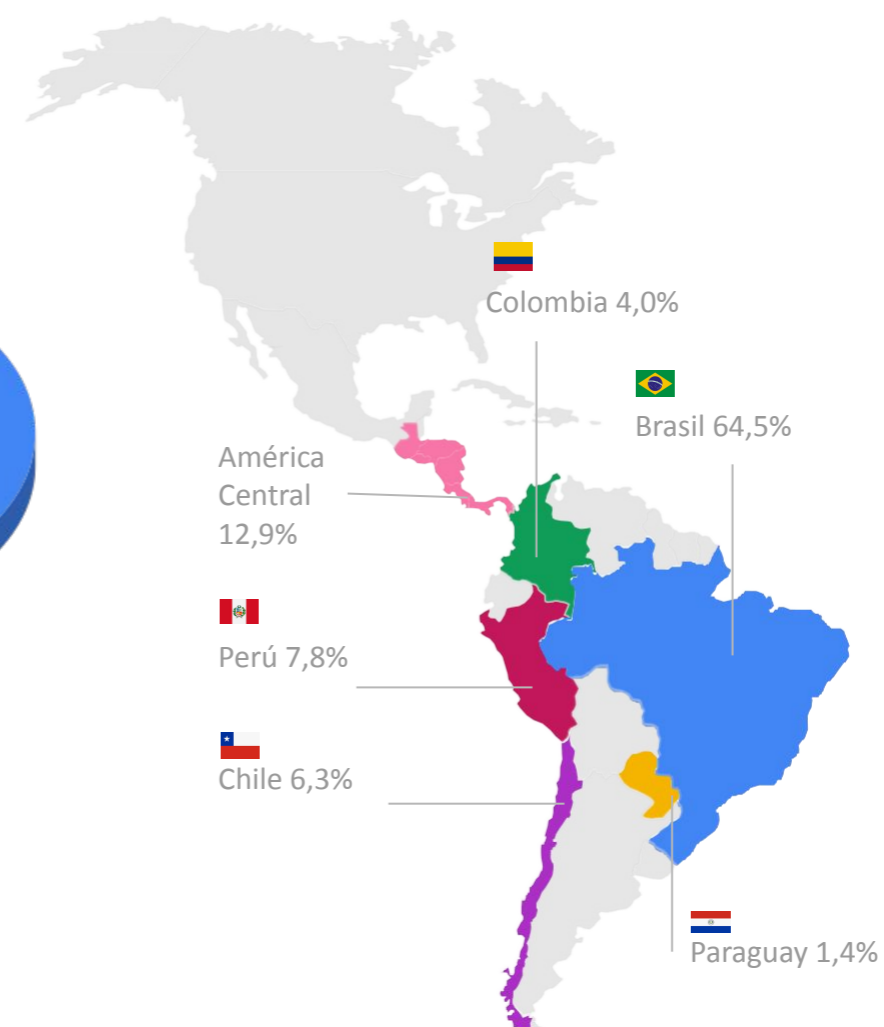 Colombia 4,0%
Brasil 64,5%
América
Central
12,9%
Perú 7,8%
Chile 6,3%
Paraguay 1,4%